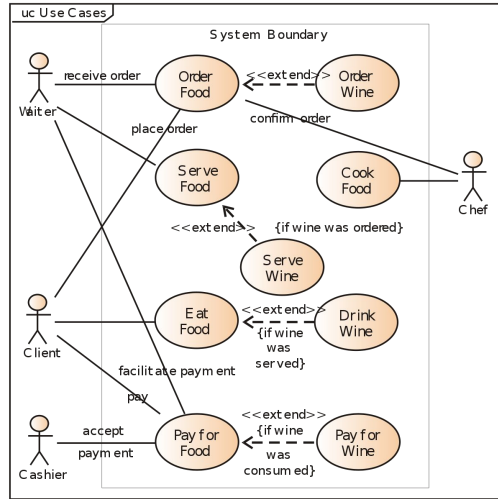 uc Use Cases
System Boundary
receive order
Order
Food
<<extend>>
Order
Wine
Waiter
place order
confirm order
Serve
Food
Cook
Food
Chef
<<extend>>
{if wine was ordered}
Serve
Wine
Eat
Food
<<extend>>
{if wine
was
served}
Drink
Wine
Client
facilitate payment
pay
accept
payment
Pay for
Food
<<extend>>
{if wine
was
consumed}
Pay for
Wine
Cashier